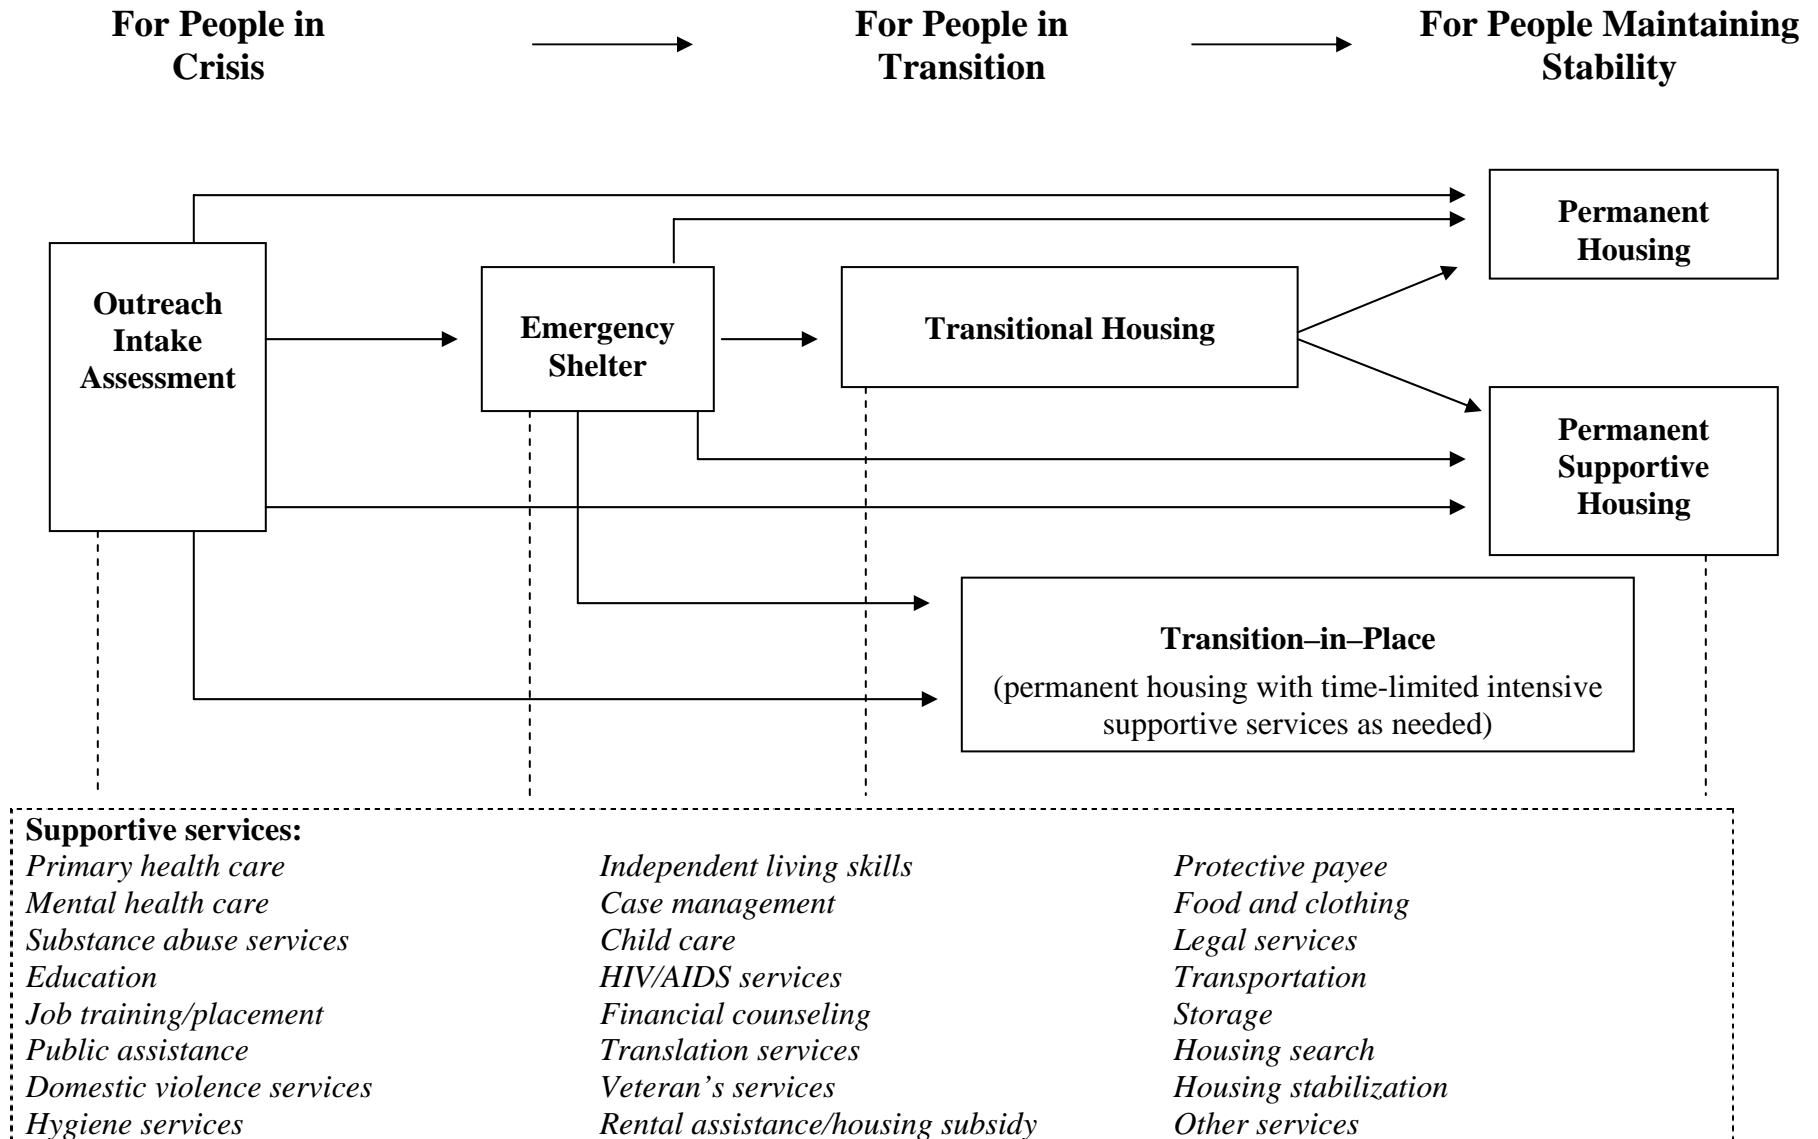 For People in
Crisis
For People in
Transition
For People Maintaining
Stability
Permanent
Housing
Outreach
Intake
Assessment
Emergency
Shelter
Transitional Housing
Permanent
Supportive
Housing
Transition–in–Place
(permanent housing with time-limited intensive
supportive services as needed)
Supportive services:
Primary health care
Mental health care
Substance abuse services
Education
Job training/placement
Public assistance
Domestic violence services
Hygiene services
Independent living skills
Case management
Child care
HIV/AIDS services
Financial counseling
Translation services
Veteran’s services
Rental assistance/housing subsidy
Protective payee
Food and clothing
Legal services
Transportation
Storage
Housing search
Housing stabilization
Other services